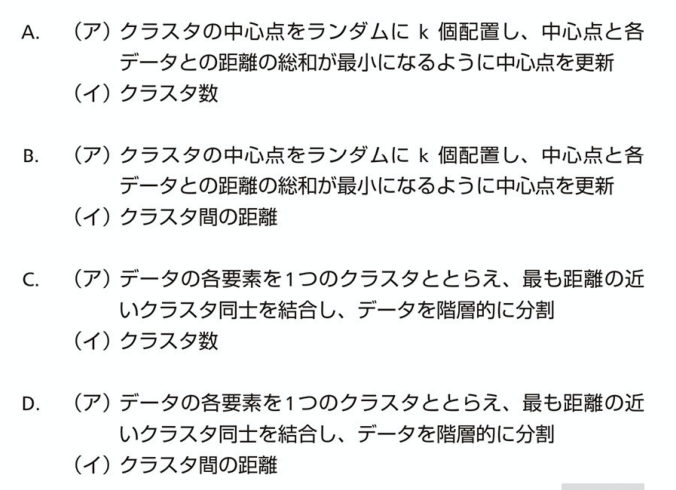 A. （ア）クラスタの中心点をランダムに k 個配置し、中心点と各
データとの距離の総和が最小になるように中心点を更新
（イ）クラスタ数
B. （ア）クラスタの中心点をランダムに k 個配置し、中心点と各
データとの距離の総和が最小になるように中心点を更新
（イ）クラスタ間の距離
C. （ア）データの各要素を1つのクラスタととらえ、最も距離の近
いクラスタ同士を結合し、データを階層的に分割
（イ）クラスタ数
D. （ア）データの各要素を1つのクラスタととらえ、最も距離の近
いクラスタ同士を結合し、データを階層的に分割
（イ）クラスタ間の距離